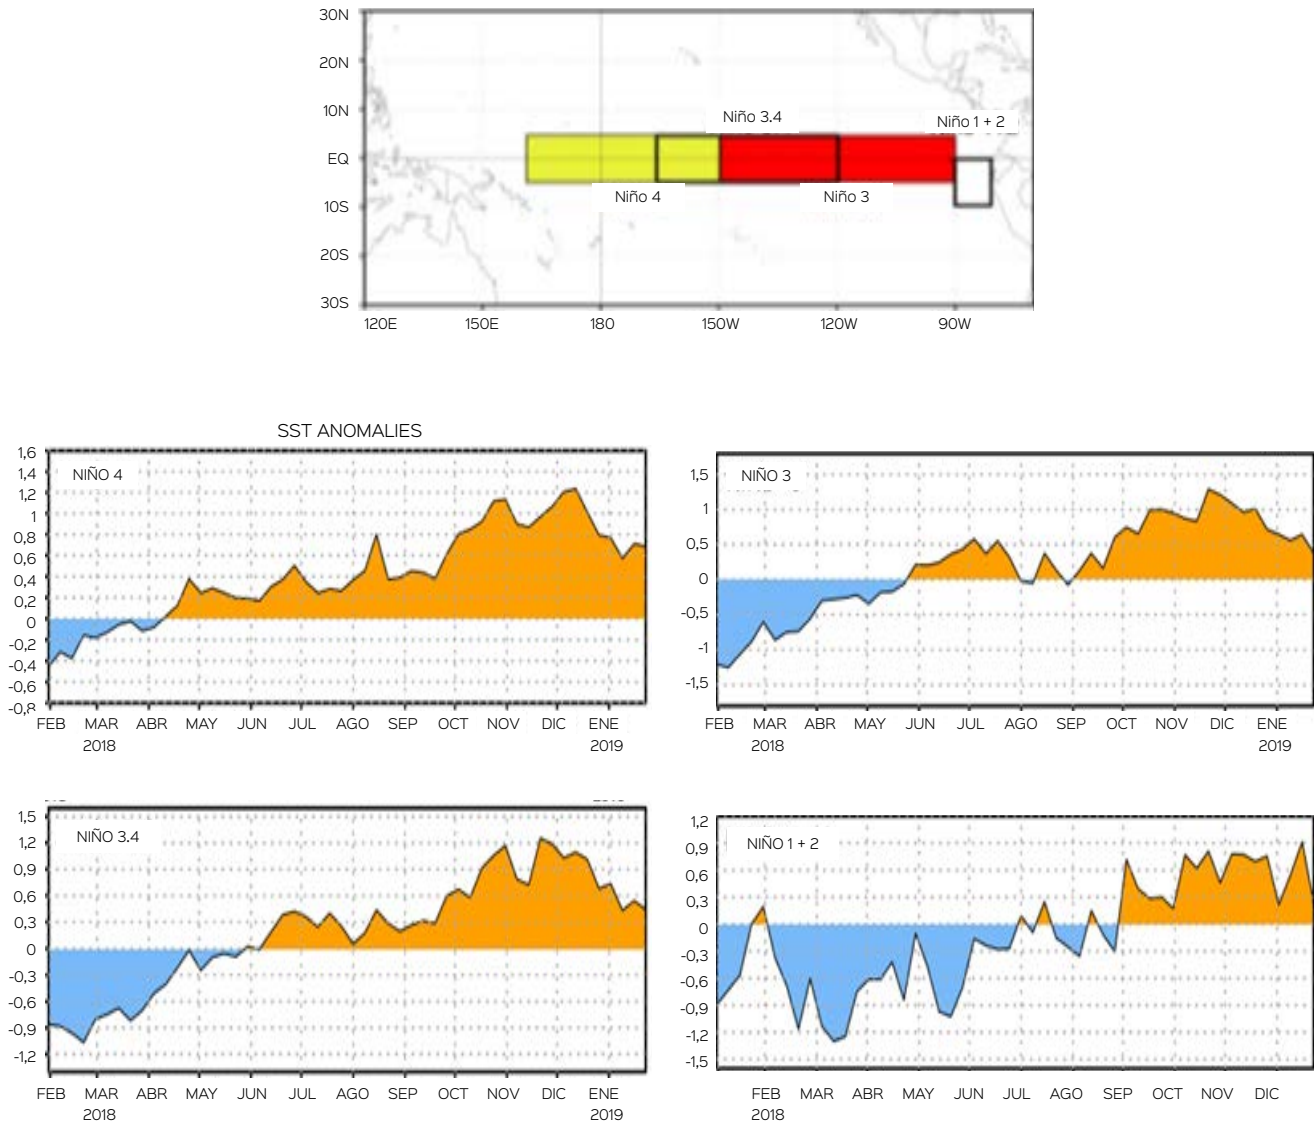 30N
20N
10N
EQ
10S
20S
30S
Niño 3.4
Niño 1 + 2
Niño 4
Niño 3
120E 150E 180 150W 120W 90W
SST ANOMALIES
NIÑO 4
1,6
1,4
1,2
1
0,8
0,6
0,4
0,2
0
-0,2
-0,4
-0,6
-0,8
FEB MAR ABR MAY JUN JUL AGO SEP OCT NOV DIC ENE
2018 2019
NIÑO 3
1,5
1
0,5
0
-0,5
-1
-1,5
FEB MAR ABR MAY JUN JUL AGO SEP OCT NOV DIC ENE
2018 2019
NIÑO 3.4
1,5
1,2
0,9
0,6
0,3
0
-0,3
-0,6
-0,9
-1,2
FEB MAR ABR MAY JUN JUL AGO SEP OCT NOV DIC ENE
2018 2019
NIÑO 1 + 2
1,2
0,9
0,6
0,3
0
-0,3
-0,6
-0,9
-1,2
-1,5
FEB MAR ABR MAY JUN JUL AGO SEP OCT NOV DIC
2018